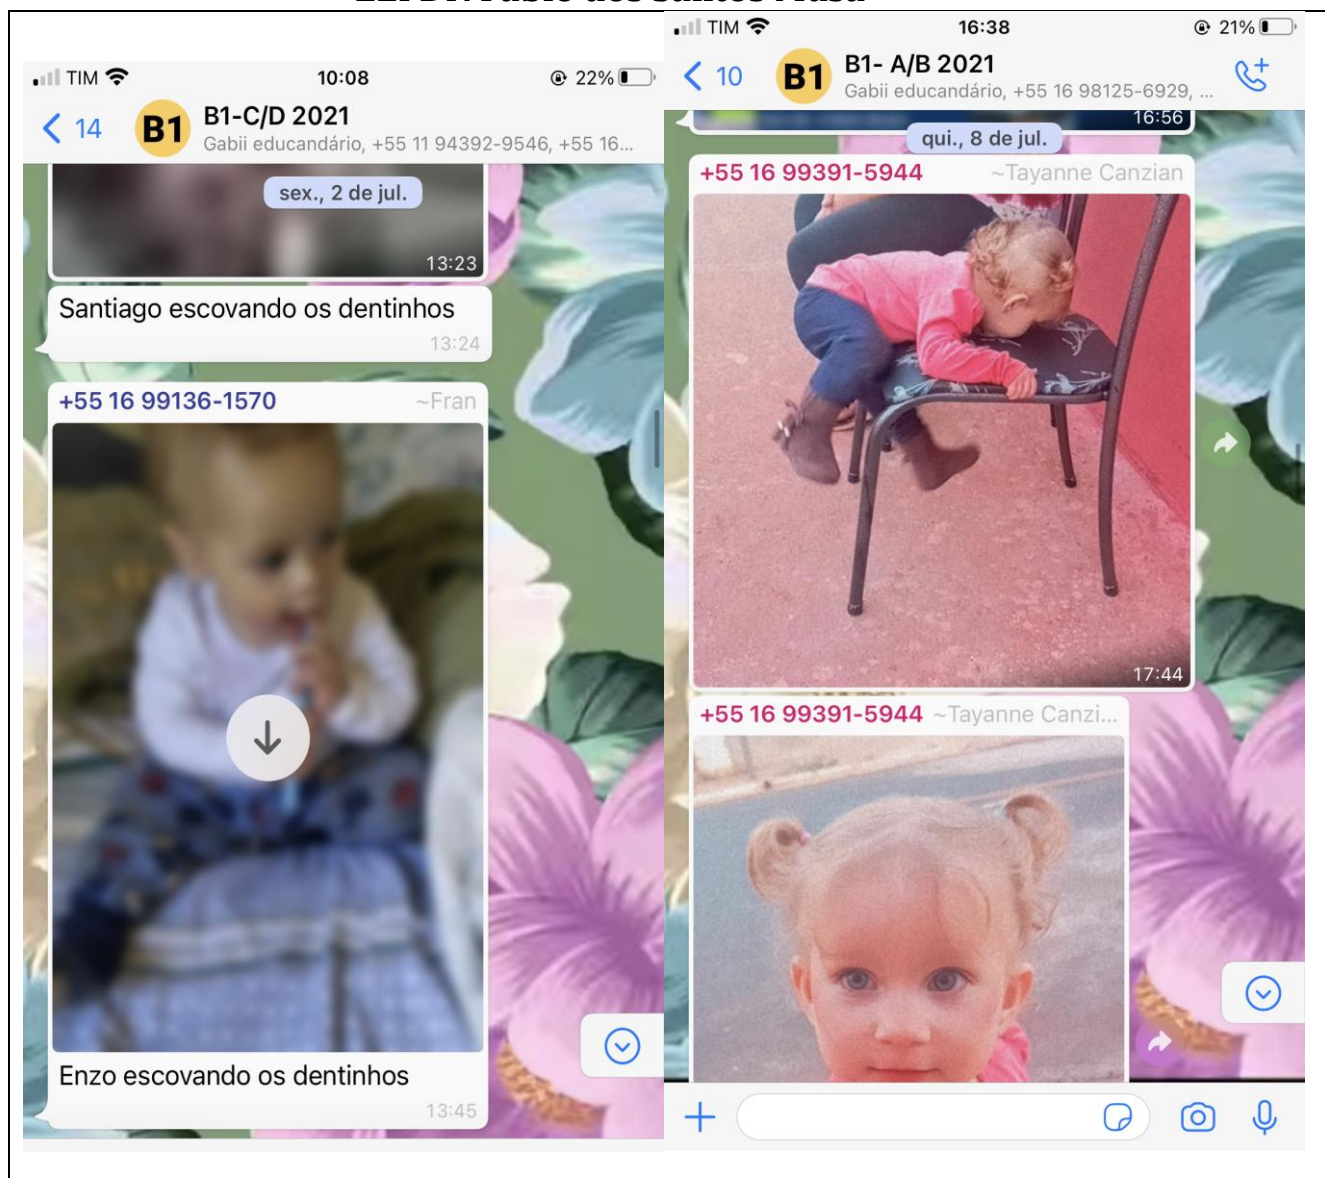 TIM
10:08
22%
14
B1
B1-C/D 2021
Gabii educandário, +55 11 94392-9546, +55 16...
sex., 2 de jul.
13:23
Santiago escovando os dentinhos
13:24
+55 16 99136-1570 ~Fran
Enzo escovando os dentinhos
13:45
TIM
16:38
21%
10
B1
B1- A/B 2021
Gabii educandário, +55 16 98125-6929, ...
16:56
qui., 8 de jul.
+55 16 99391-5944 ~Tayanne Canzian
17:44
+55 16 99391-5944 ~Tayanne Canzi...